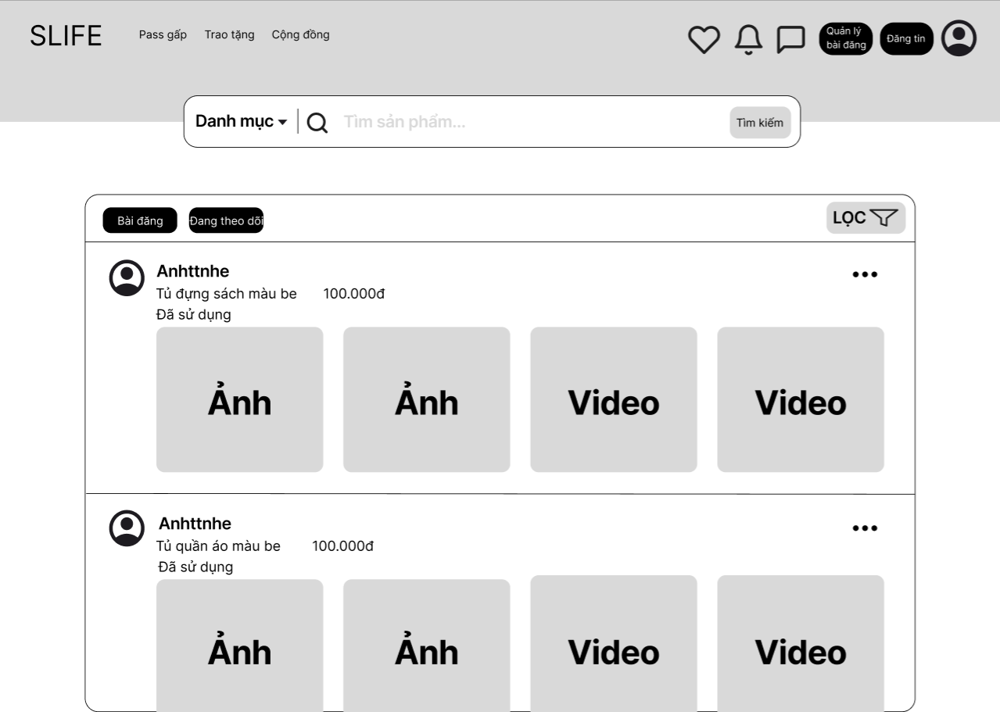 SLIFE
Pass gấp
Trao tặng
Cộng đồng
Quản lý
bài đăng
Đăng tin
Danh mục
Tìm sản phẩm...
Tìm kiếm
Bài đăng
Đang theo dõi
LỌC
Anhttnhe
Tủ đựng sách màu be 100.000đ
Đã sử dụng
Ảnh
Ảnh
Video
Video
Anhttnhe
Tủ quần áo màu be 100.000đ
Đã sử dụng
Ảnh
Ảnh
Video
Video